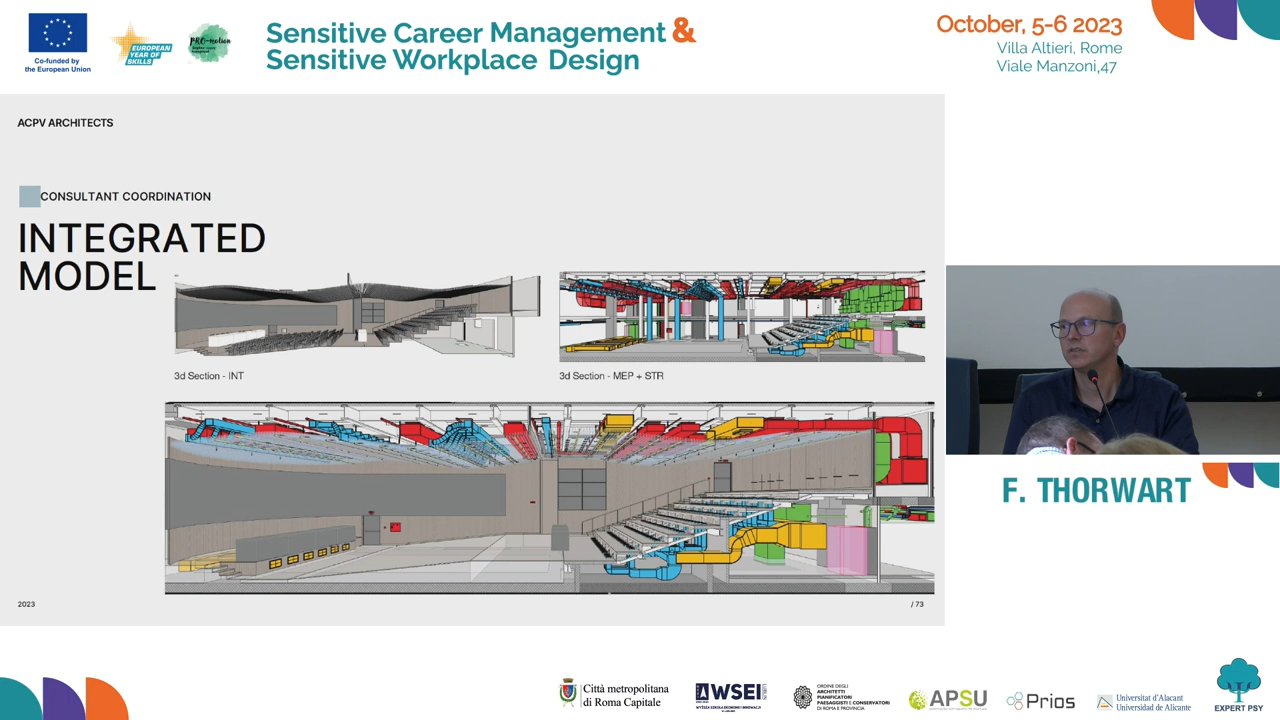 Co-funded by
the European Union
EUROPEAN
YEAR OF
SKILLS
PRO-motion
Sensitive Career Management &
Sensitive Workplace Design
October, 5-6 2023
Villa Altieri, Rome
Viale Manzoni,47
ACPV ARCHITECTS
CONSULTANT COORDINATION
INTEGRATED
MODEL
3d Section - INT
3d Section - MEP + STR
2023
/ 73
F. THORWART
Città metropolitana
di Roma Capitale
WSEI
LUBLIN
ORDINE DEGLI
ARCHITETTI
PIANIFICATORI
PAESAGGISTI E CONSERVATORI
DI ROMA E PROVINCIA
APSU
Prios
Universitat d'Alacant
Universidad de Alicante
EXPERT PSY